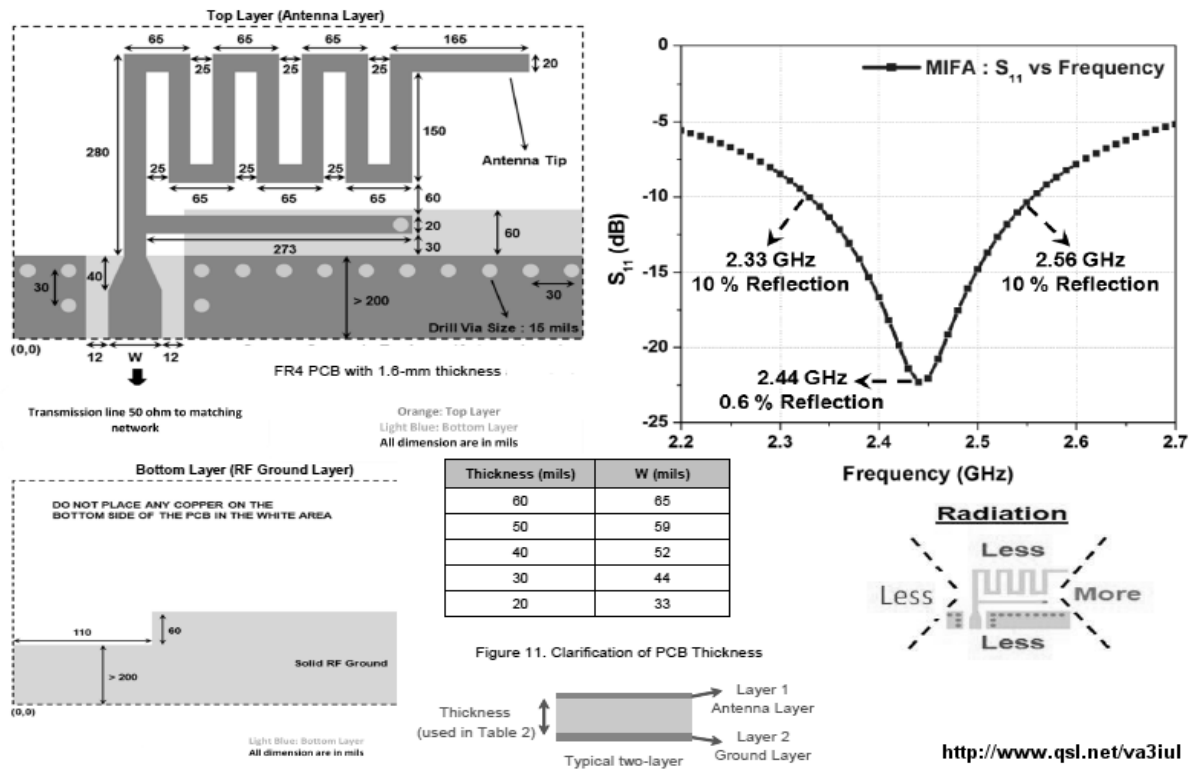 Top Layer (Antenna Layer)
65 65 65 165
25 25 25 25 20
280
150
Antenna Tip
25 25 25
65 65 65
60
20
273 30 60
40
30
> 200
30
Drill Via Size : 15 mils
(0,0)
12 W 12
FR4 PCB with 1.6-mm thickness
Transmission line 50 ohm to matching
network
Orange: Top Layer
Light Blue: Bottom Layer
All dimension are in mils
0
-5
-10
-15
-20
-25
S11 (dB)
MIFA : S11 vs Frequency
2.33 GHz
10 % Reflection
2.56 GHz
10 % Reflection
2.44 GHz
0.6 % Reflection
2.2 2.3 2.4 2.5 2.6 2.7
Frequency (GHz)
Bottom Layer (RF Ground Layer)
DO NOT PLACE ANY COPPER ON THE
BOTTOM SIDE OF THE PCB IN THE WHITE AREA
110
60
Solid RF Ground
> 200
(0,0)
Light Blue: Bottom Layer
All dimension are in mils
Thickness (mils) W (mils)
60 65
50 59
40 52
30 44
20 33
Figure 11. Clarification of PCB Thickness
Thickness
(used in Table 2)
Layer 1
Antenna Layer
Layer 2
Ground Layer
Typical two-layer
Radiation
Less
Less More
Less
http://www.qsl.net/va3iul